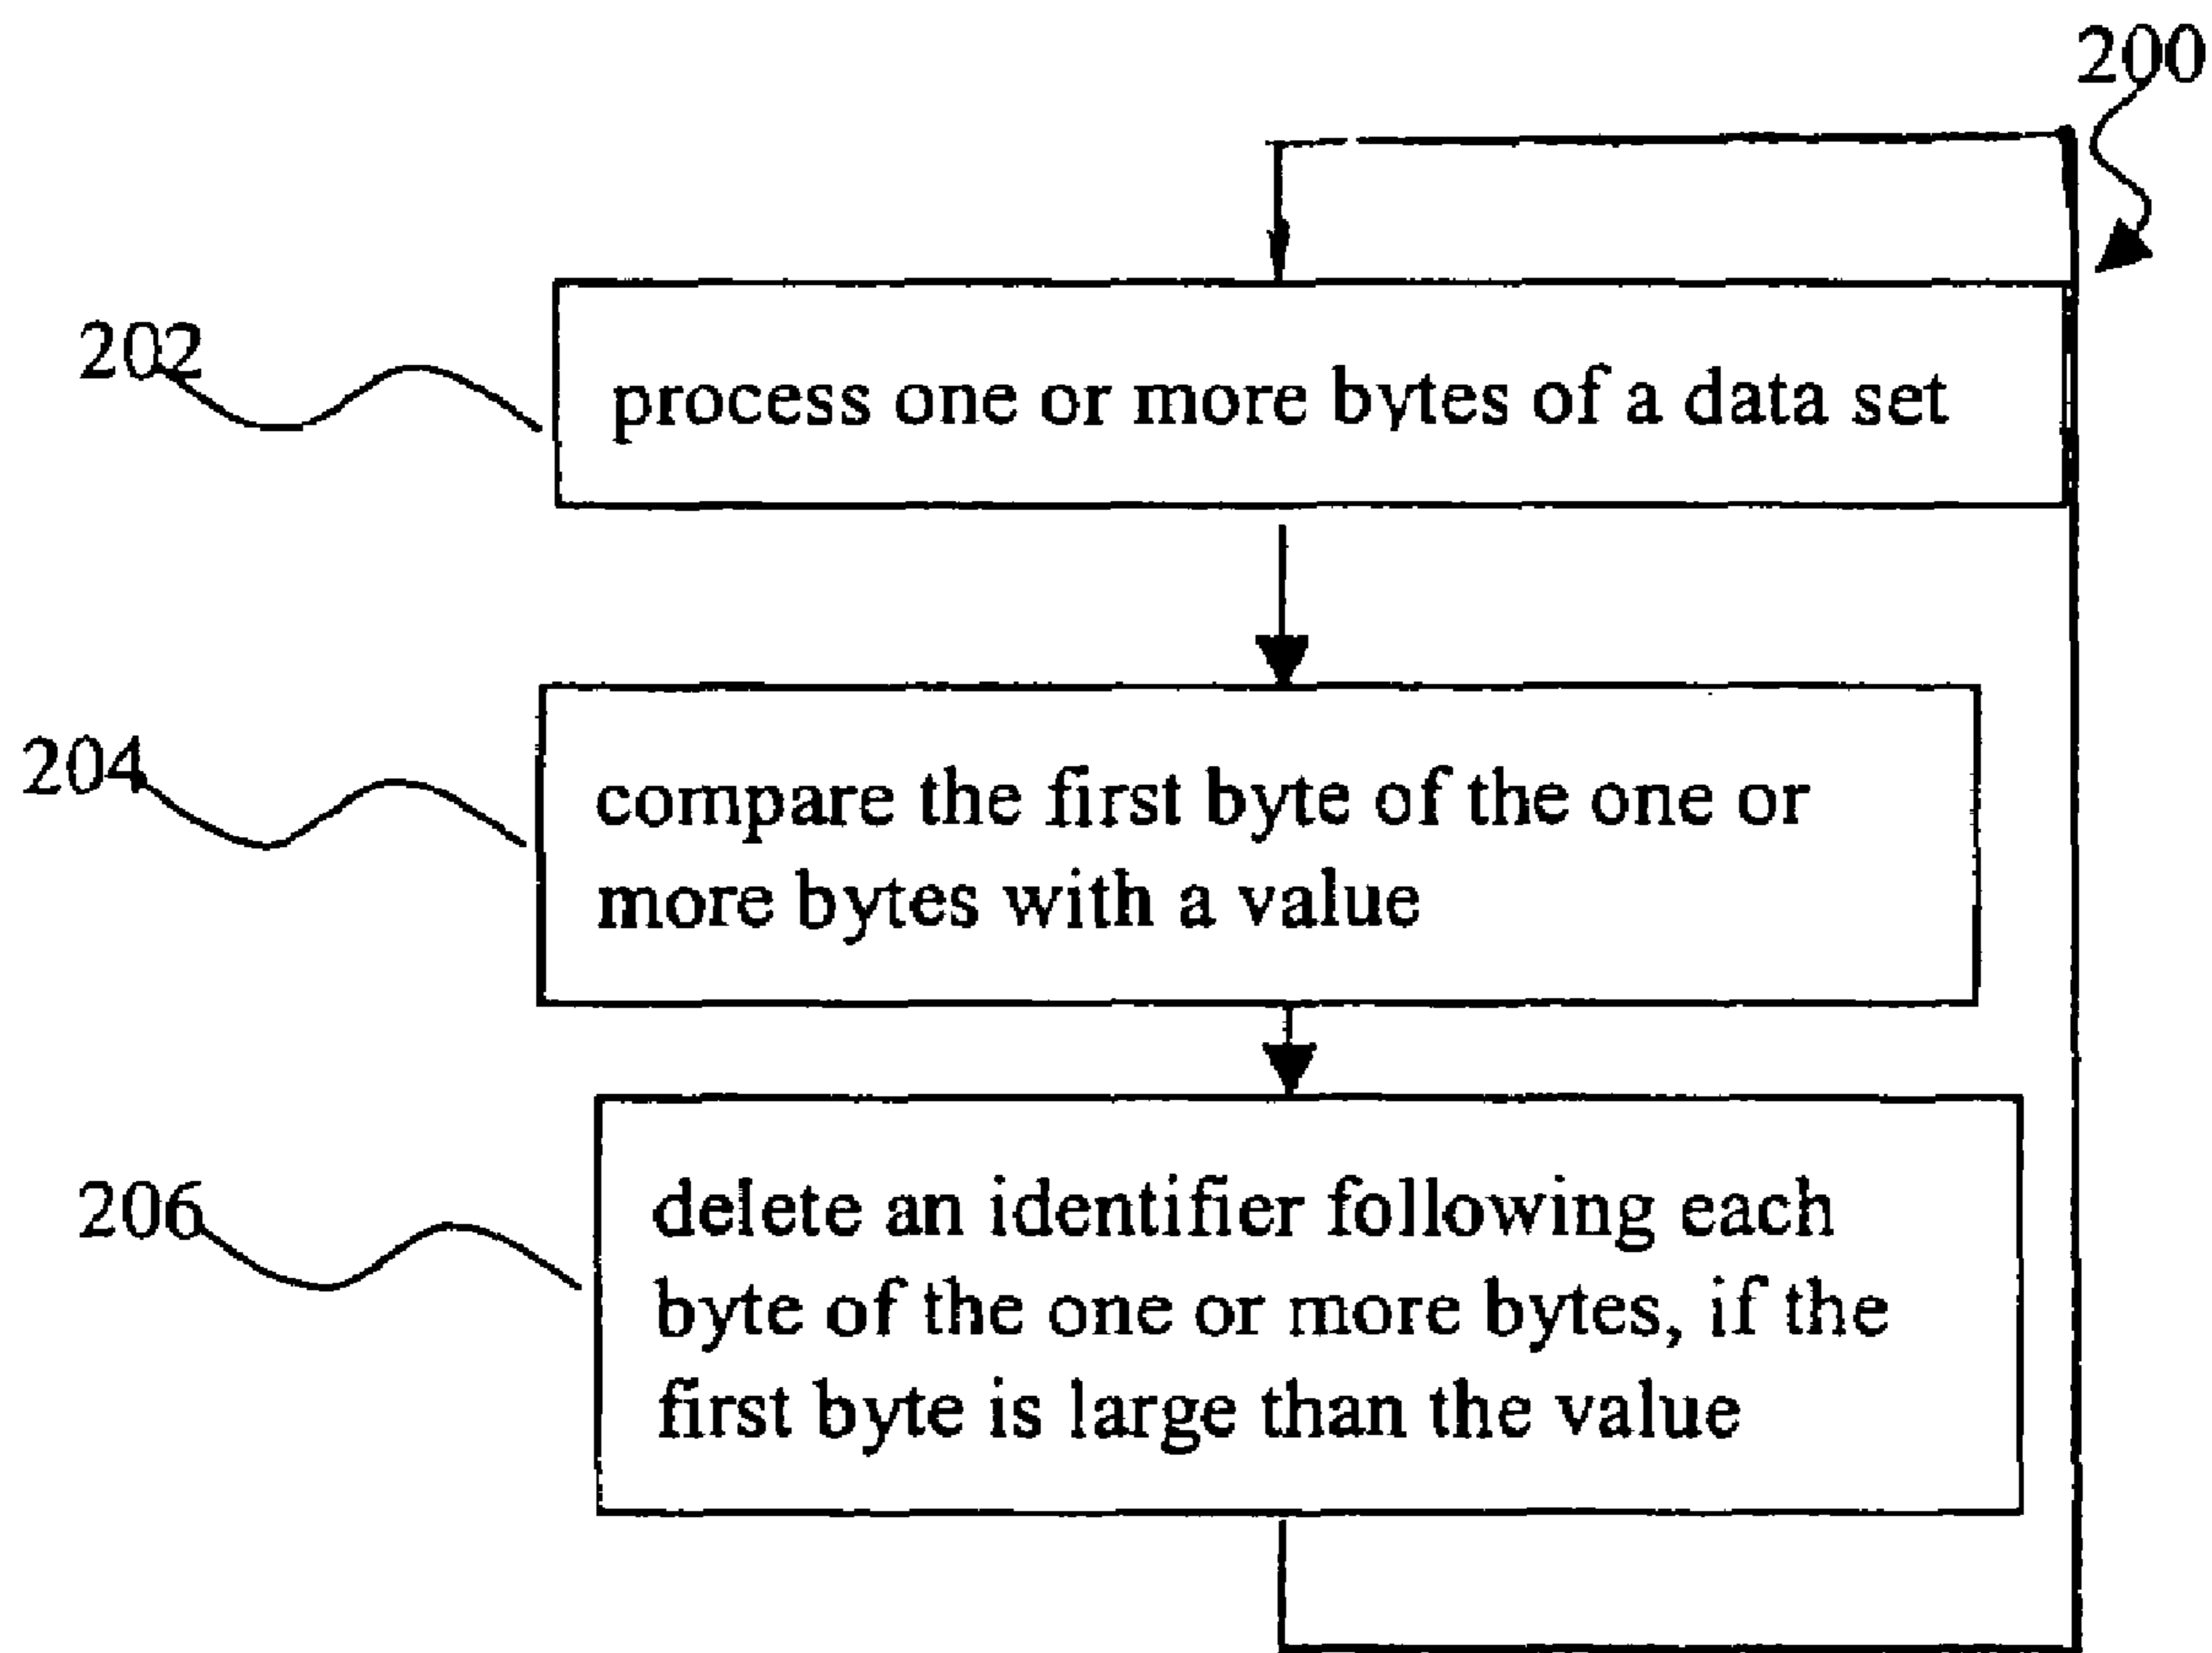 200
202
process one or more bytes of a data set
204
compare the first byte of the one or
more bytes with a value
206
delete an identifier following each
byte of the one or more bytes, if the
first byte is large than the value